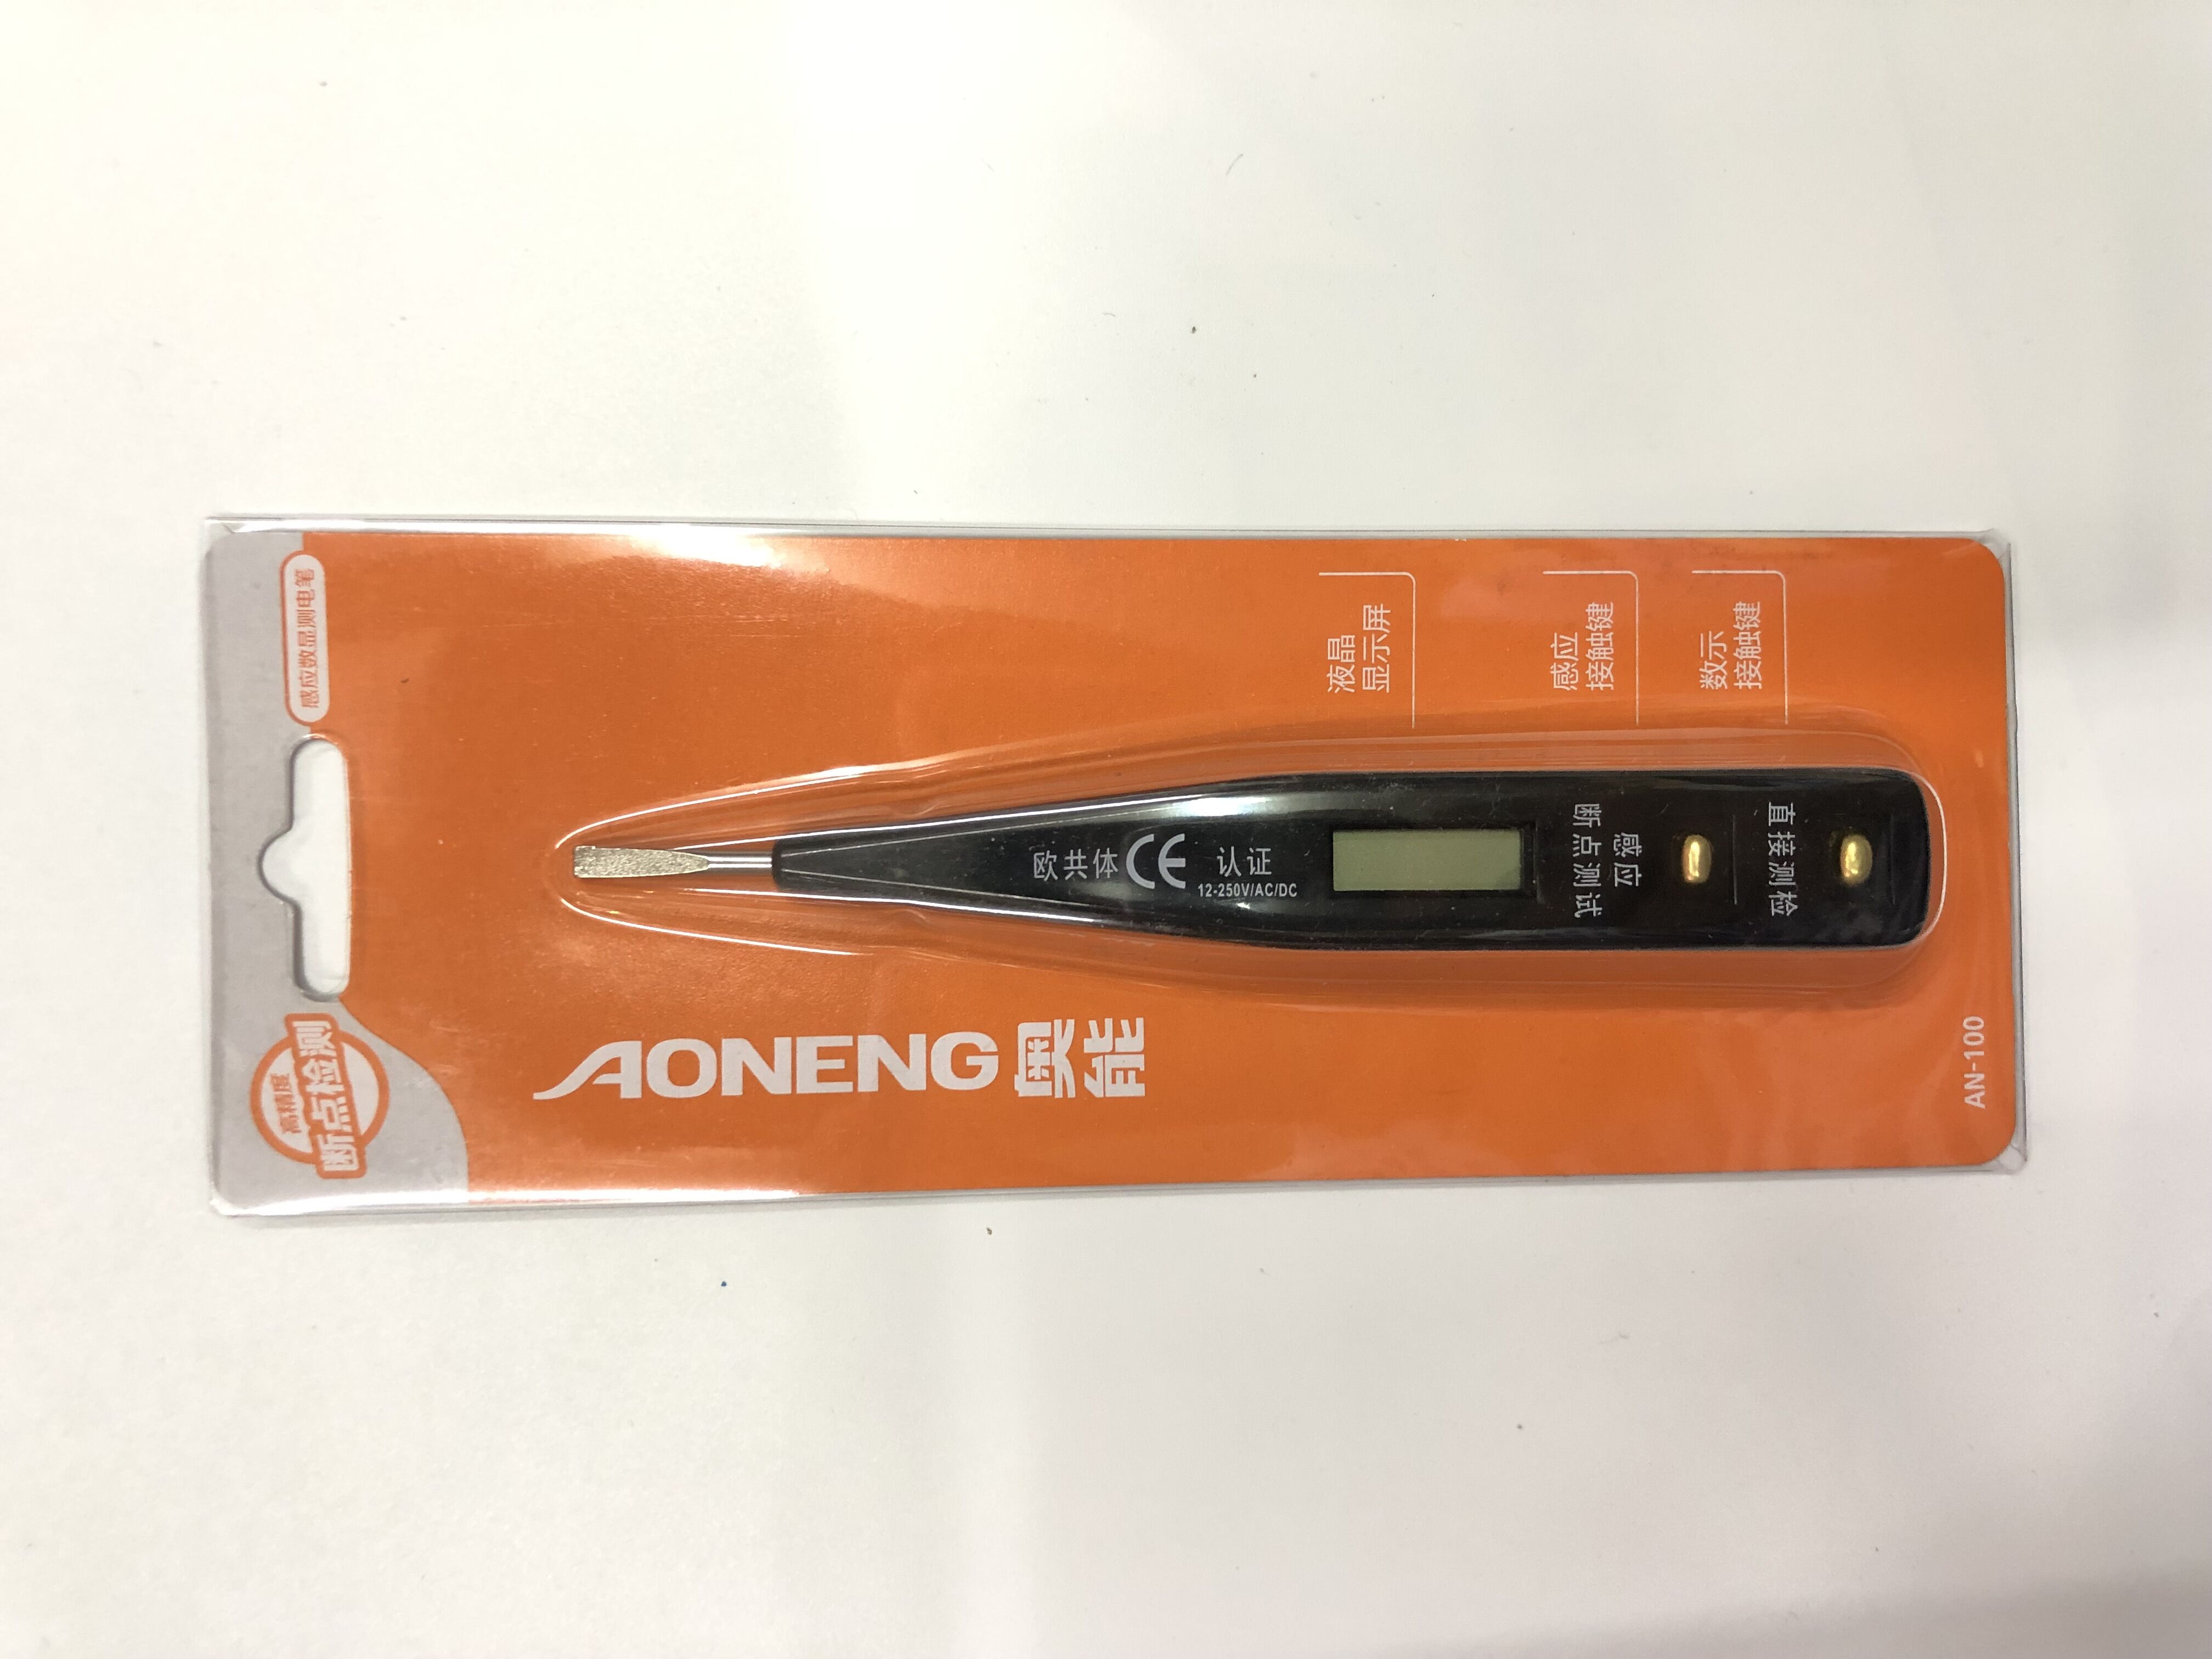 感应数显测电笔
高精度
断点检测
液晶
显示屏
感应
接触键
数示
接触键
欧共体 CE 认证
12-250V/AC/DC
感应
断点测试
直接测检
AONENG 奥能
AN-100